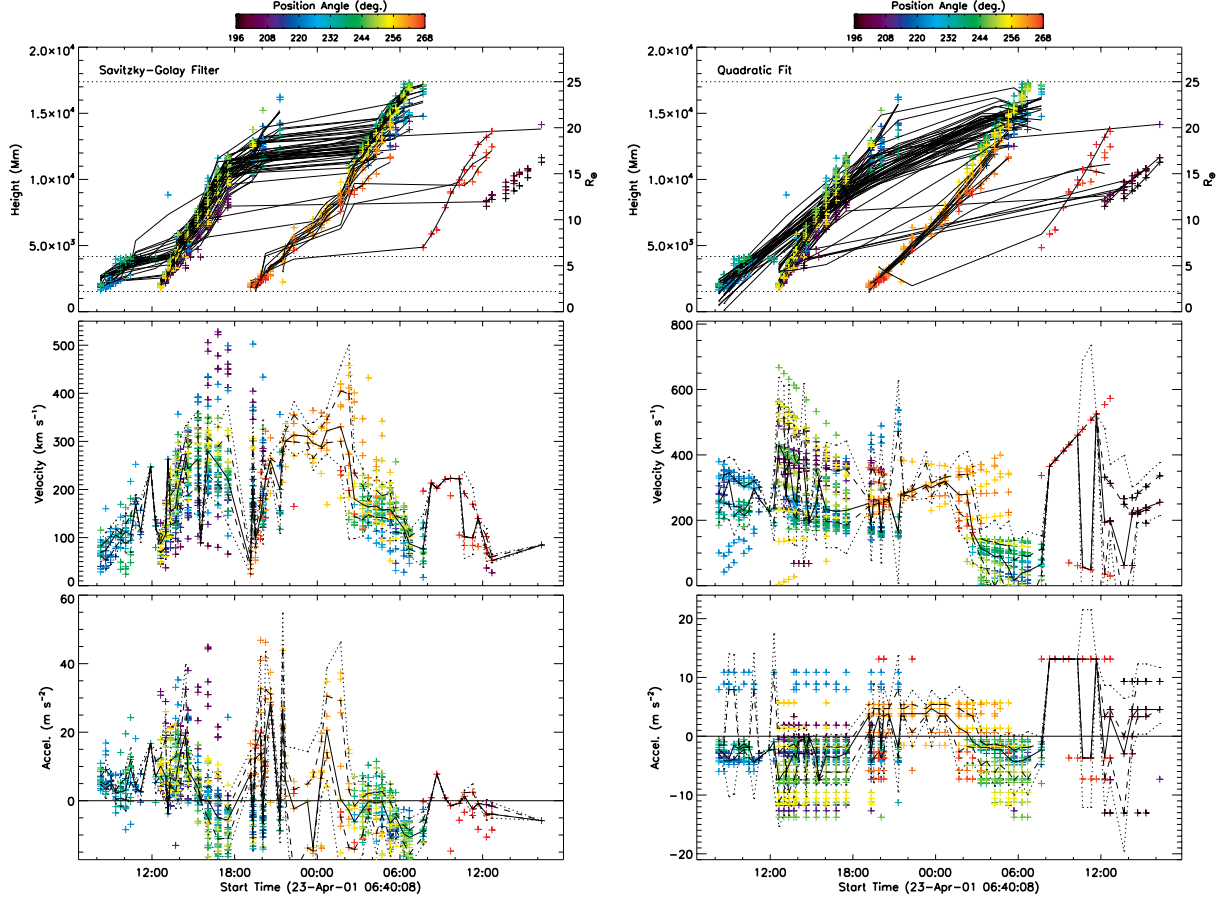 Position Angle (deg.)
196 208 220 232 244 256 268
Savitzky-Golay Filter
Height (Mm)
2.0×10⁴
1.5×10⁴
1.0×10⁴
5.0×10³
0
25
20
15
10
5
0
R⊙
Velocity (km s⁻¹)
500
400
300
200
100
0
Accel. (m s⁻²)
60
40
20
0
12:00 18:00 00:00 06:00 12:00
Start Time (23-Apr-01 06:40:08)
Position Angle (deg.)
196 208 220 232 244 256 268
Quadratic Fit
Height (Mm)
2.0×10⁴
1.5×10⁴
1.0×10⁴
5.0×10³
0
25
20
15
10
5
0
R⊙
Velocity (km s⁻¹)
800
600
400
200
0
Accel. (m s⁻²)
20
10
0
-10
-20
12:00 18:00 00:00 06:00 12:00
Start Time (23-Apr-01 06:40:08)